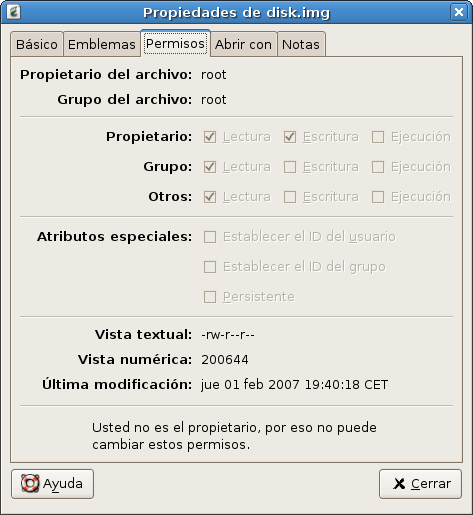 Propiedades de disk.img
Básico Emblemas Permisos Abrir con Notas
Propietario del archivo: root
Grupo del archivo: root
Propietario: Lectura Escritura Ejecución
Grupo: Lectura Escritura Ejecución
Otros: Lectura Escritura Ejecución
Atributos especiales: Establecer el ID del usuario
Establecer el ID del grupo
Persistente
Vista textual: -rw-r--r--
Vista numérica: 200644
Última modificación: jue 01 feb 2007 19:40:18 CET
Usted no es el propietario, por eso no puede
cambiar estos permisos.
Ayuda Cerrar